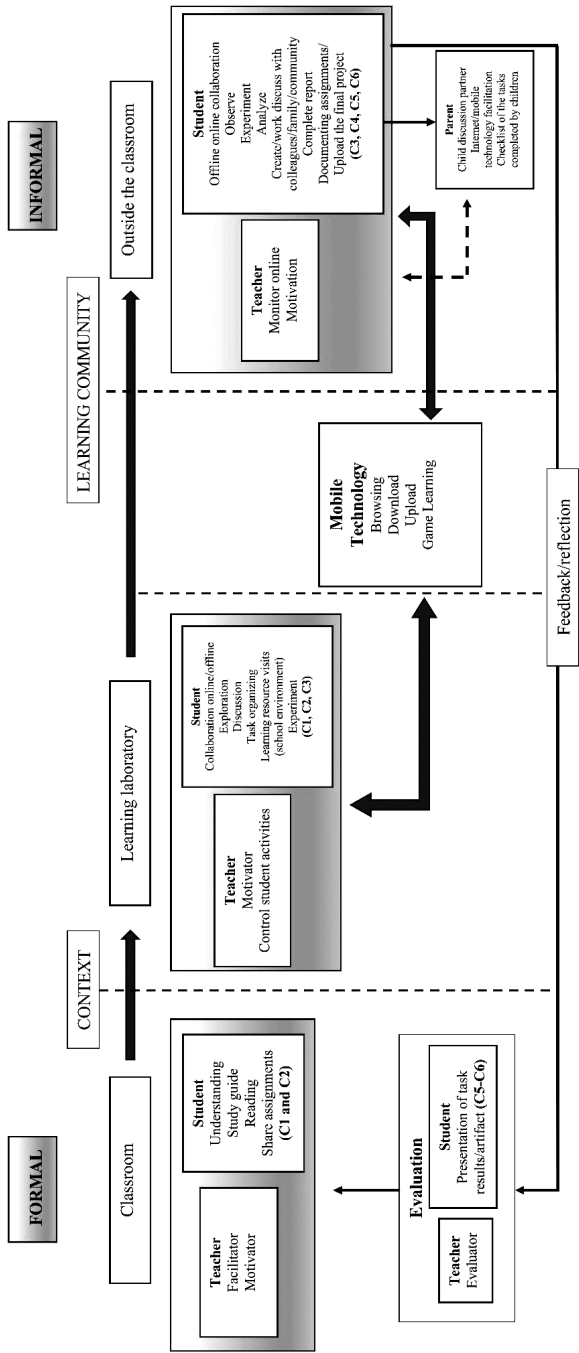 FORMAL
CONTEXT
LEARNING COMMUNITY
INFORMAL
Classroom
Learning laboratory
Outside the classroom
Teacher
Facilitator
Motivator
Student
Understanding
Study guide
Reading
Share assignments
(C1 and C2)
Teacher
Motivator
Control student activities
Student
Collaboration online/offline
Exploration
Discussion
Task organizing
Learning resource visits
(school environment)
Experiment
(C1, C2, C3)
Teacher
Monitor online
Motivation
Student
Offline online collaboration
Observe
Experiment
Analyze
Create/work discuss with
colleagues/family/community
Complete report
Documenting assignments/
Upload the final project
(C3, C4, C5, C6)
Mobile
Technology
Browsing
Download
Upload
Game Learning
Parent
Child discussion partner
Internet/mobile
technology facilitation
Checklist of the tasks
completed by children
Evaluation
Teacher
Evaluator
Student
Presentation of task
results/artifact (C5-C6)
Feedback/reflection